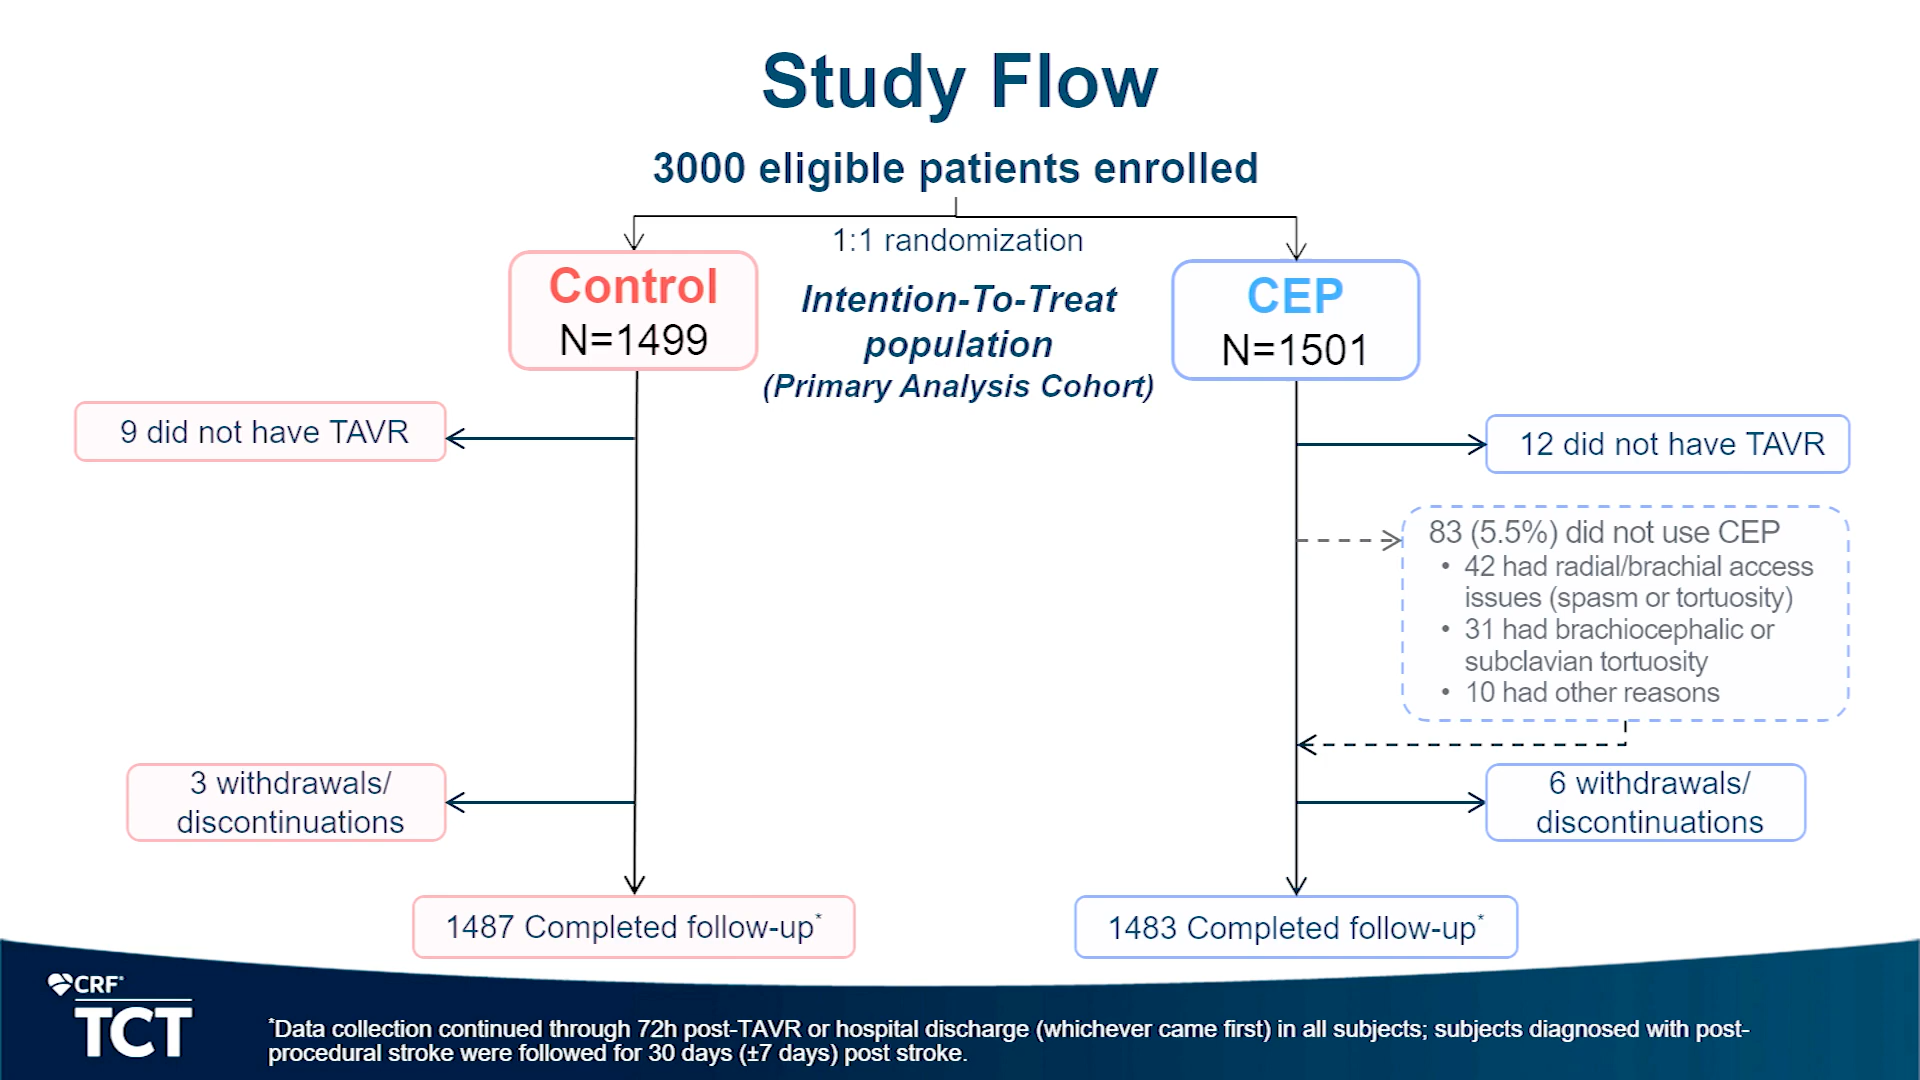 Study Flow
3000 eligible patients enrolled
1:1 randomization
Control
N=1499
Intention-To-Treat
population
(Primary Analysis Cohort)
CEP
N=1501
9 did not have TAVR
12 did not have TAVR
83 (5.5%) did not use CEP
• 42 had radial/brachial access
issues (spasm or tortuosity)
• 31 had brachiocephalic or
subclavian tortuosity
• 10 had other reasons
3 withdrawals/
discontinuations
6 withdrawals/
discontinuations
1487 Completed follow-up*
1483 Completed follow-up*
CRF®
TCT
*Data collection continued through 72h post-TAVR or hospital discharge (whichever came first) in all subjects; subjects diagnosed with post-
procedural stroke were followed for 30 days (±7 days) post stroke.